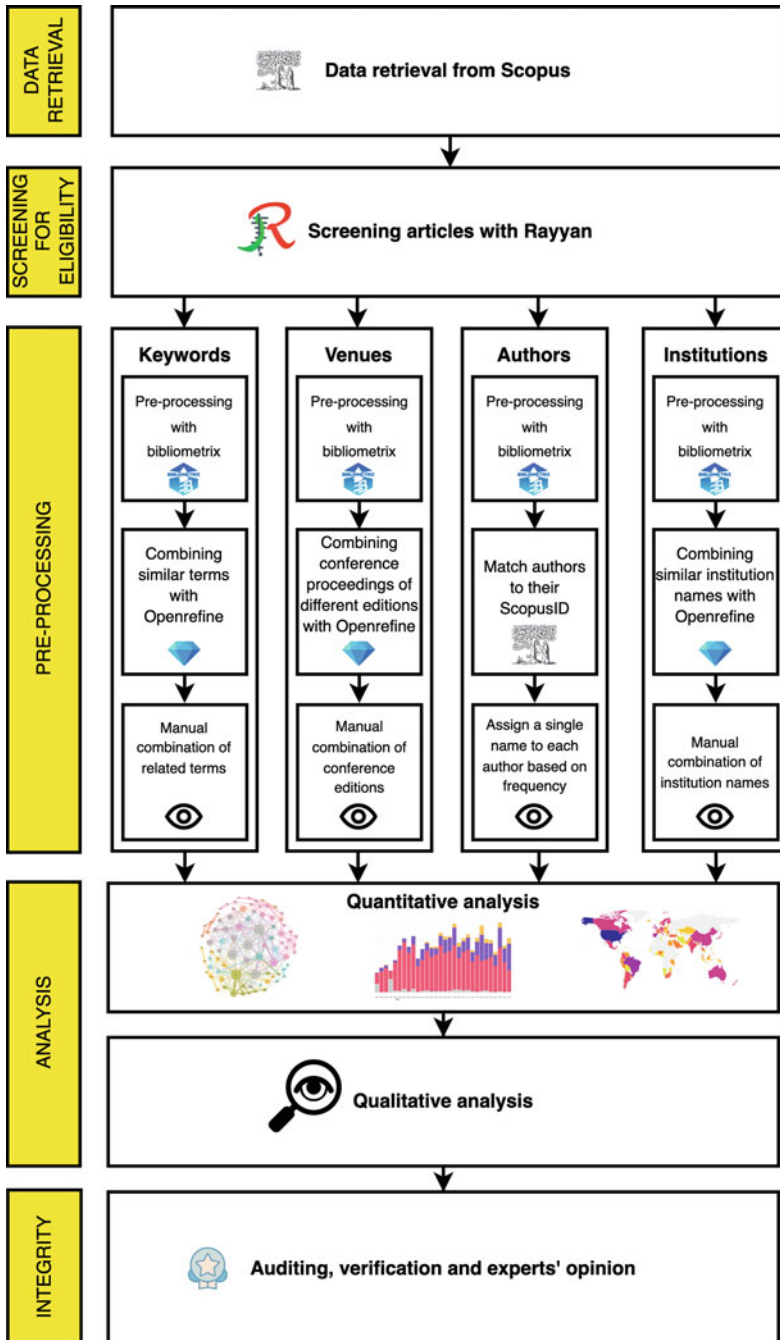 DATA
RETRIEVAL
Data retrieval from Scopus
SCREENING
FOR
ELIGIBILITY
Screening articles with Rayyan
PRE-PROCESSING
Keywords
Pre-processing
with
bibliometrix
Combining
similar terms
with
Openrefine
Manual
combination of
related terms
Venues
Pre-processing
with
bibliometrix
Combining
conference
proceedings of
different editions
with Openrefine
Manual
combination of
conference
editions
Authors
Pre-processing
with
bibliometrix
Match authors
to their
ScopusID
Assign a single
name to each
author based on
frequency
Institutions
Pre-processing
with
bibliometrix
Combining
similar institution
names with
Openrefine
Manual
combination of
institution names
ANALYSIS
Quantitative analysis
Qualitative analysis
INTEGRITY
Auditing, verification and experts' opinion